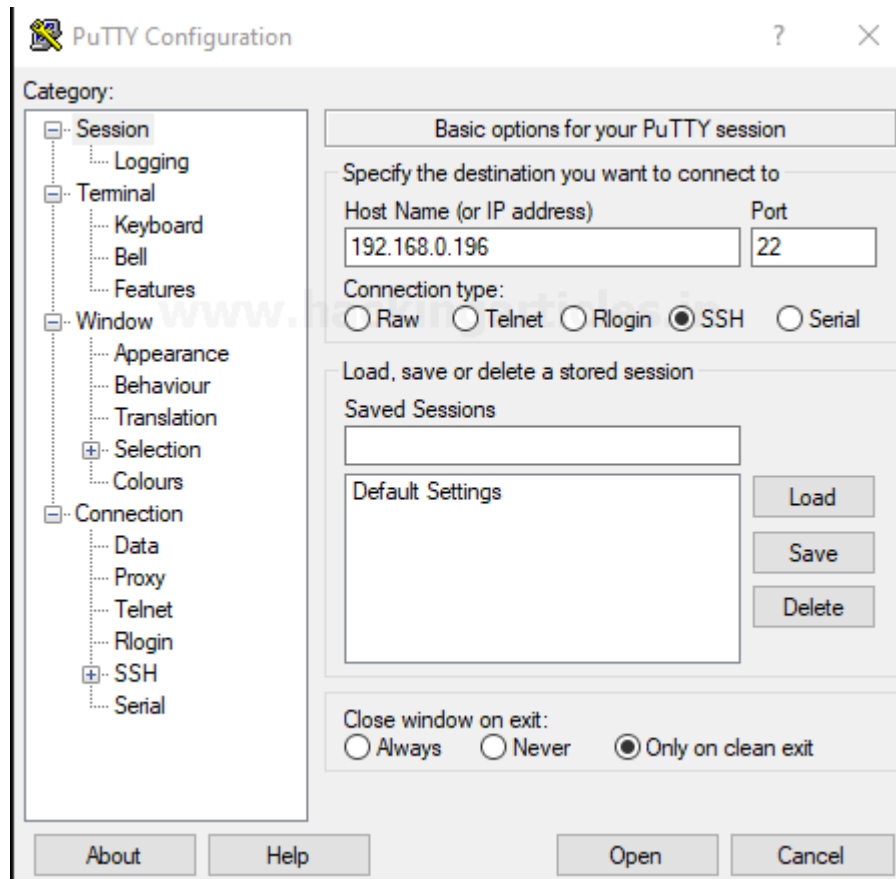 PuTTY Configuration
?
Category:
Session
Logging
Terminal
Keyboard
Bell
Features
Window
Appearance
Behaviour
Translation
Selection
Colours
Connection
Data
Proxy
Telnet
Rlogin
SSH
Serial
Basic options for your PuTTY session
Specify the destination you want to connect to
Host Name (or IP address) Port
192.168.0.196 22
Connection type:
Raw Telnet Rlogin SSH Serial
Load, save or delete a stored session
Saved Sessions
Default Settings
Load
Save
Delete
Close window on exit:
Always Never Only on clean exit
About Help Open Cancel
www.hackingarticles.in